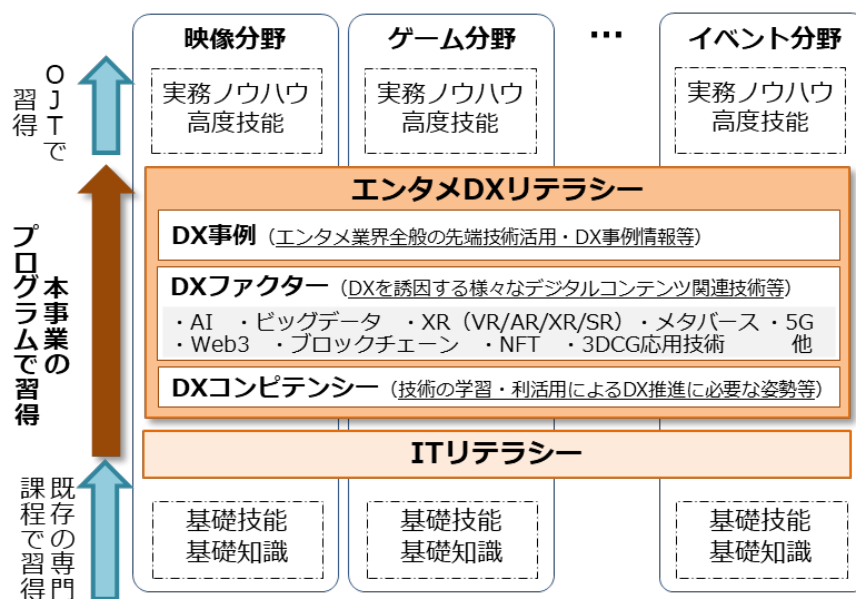 映像分野
ゲーム分野
…
イベント分野
実務ノウハウ
高度技能
実務ノウハウ
高度技能
実務ノウハウ
高度技能
OJTで
習得
エンタメDXリテラシー
DX事例（エンタメ業界全般の先端技術活用・DX事例情報等）
DXファクター（DXを誘因する様々なデジタルコンテンツ関連技術等）
・AI ・ビッグデータ ・XR（VR/AR/XR/SR）・メタバース ・5G
・Web3 ・ブロックチェーン ・NFT ・3DCG応用技術 他
DXコンピテンシー（技術の学習・利活用によるDX推進に必要な姿勢等）
本事業の
プログラムで習得
ITリテラシー
基礎技能
基礎知識
基礎技能
基礎知識
基礎技能
基礎知識
既存の専門
課程で習得